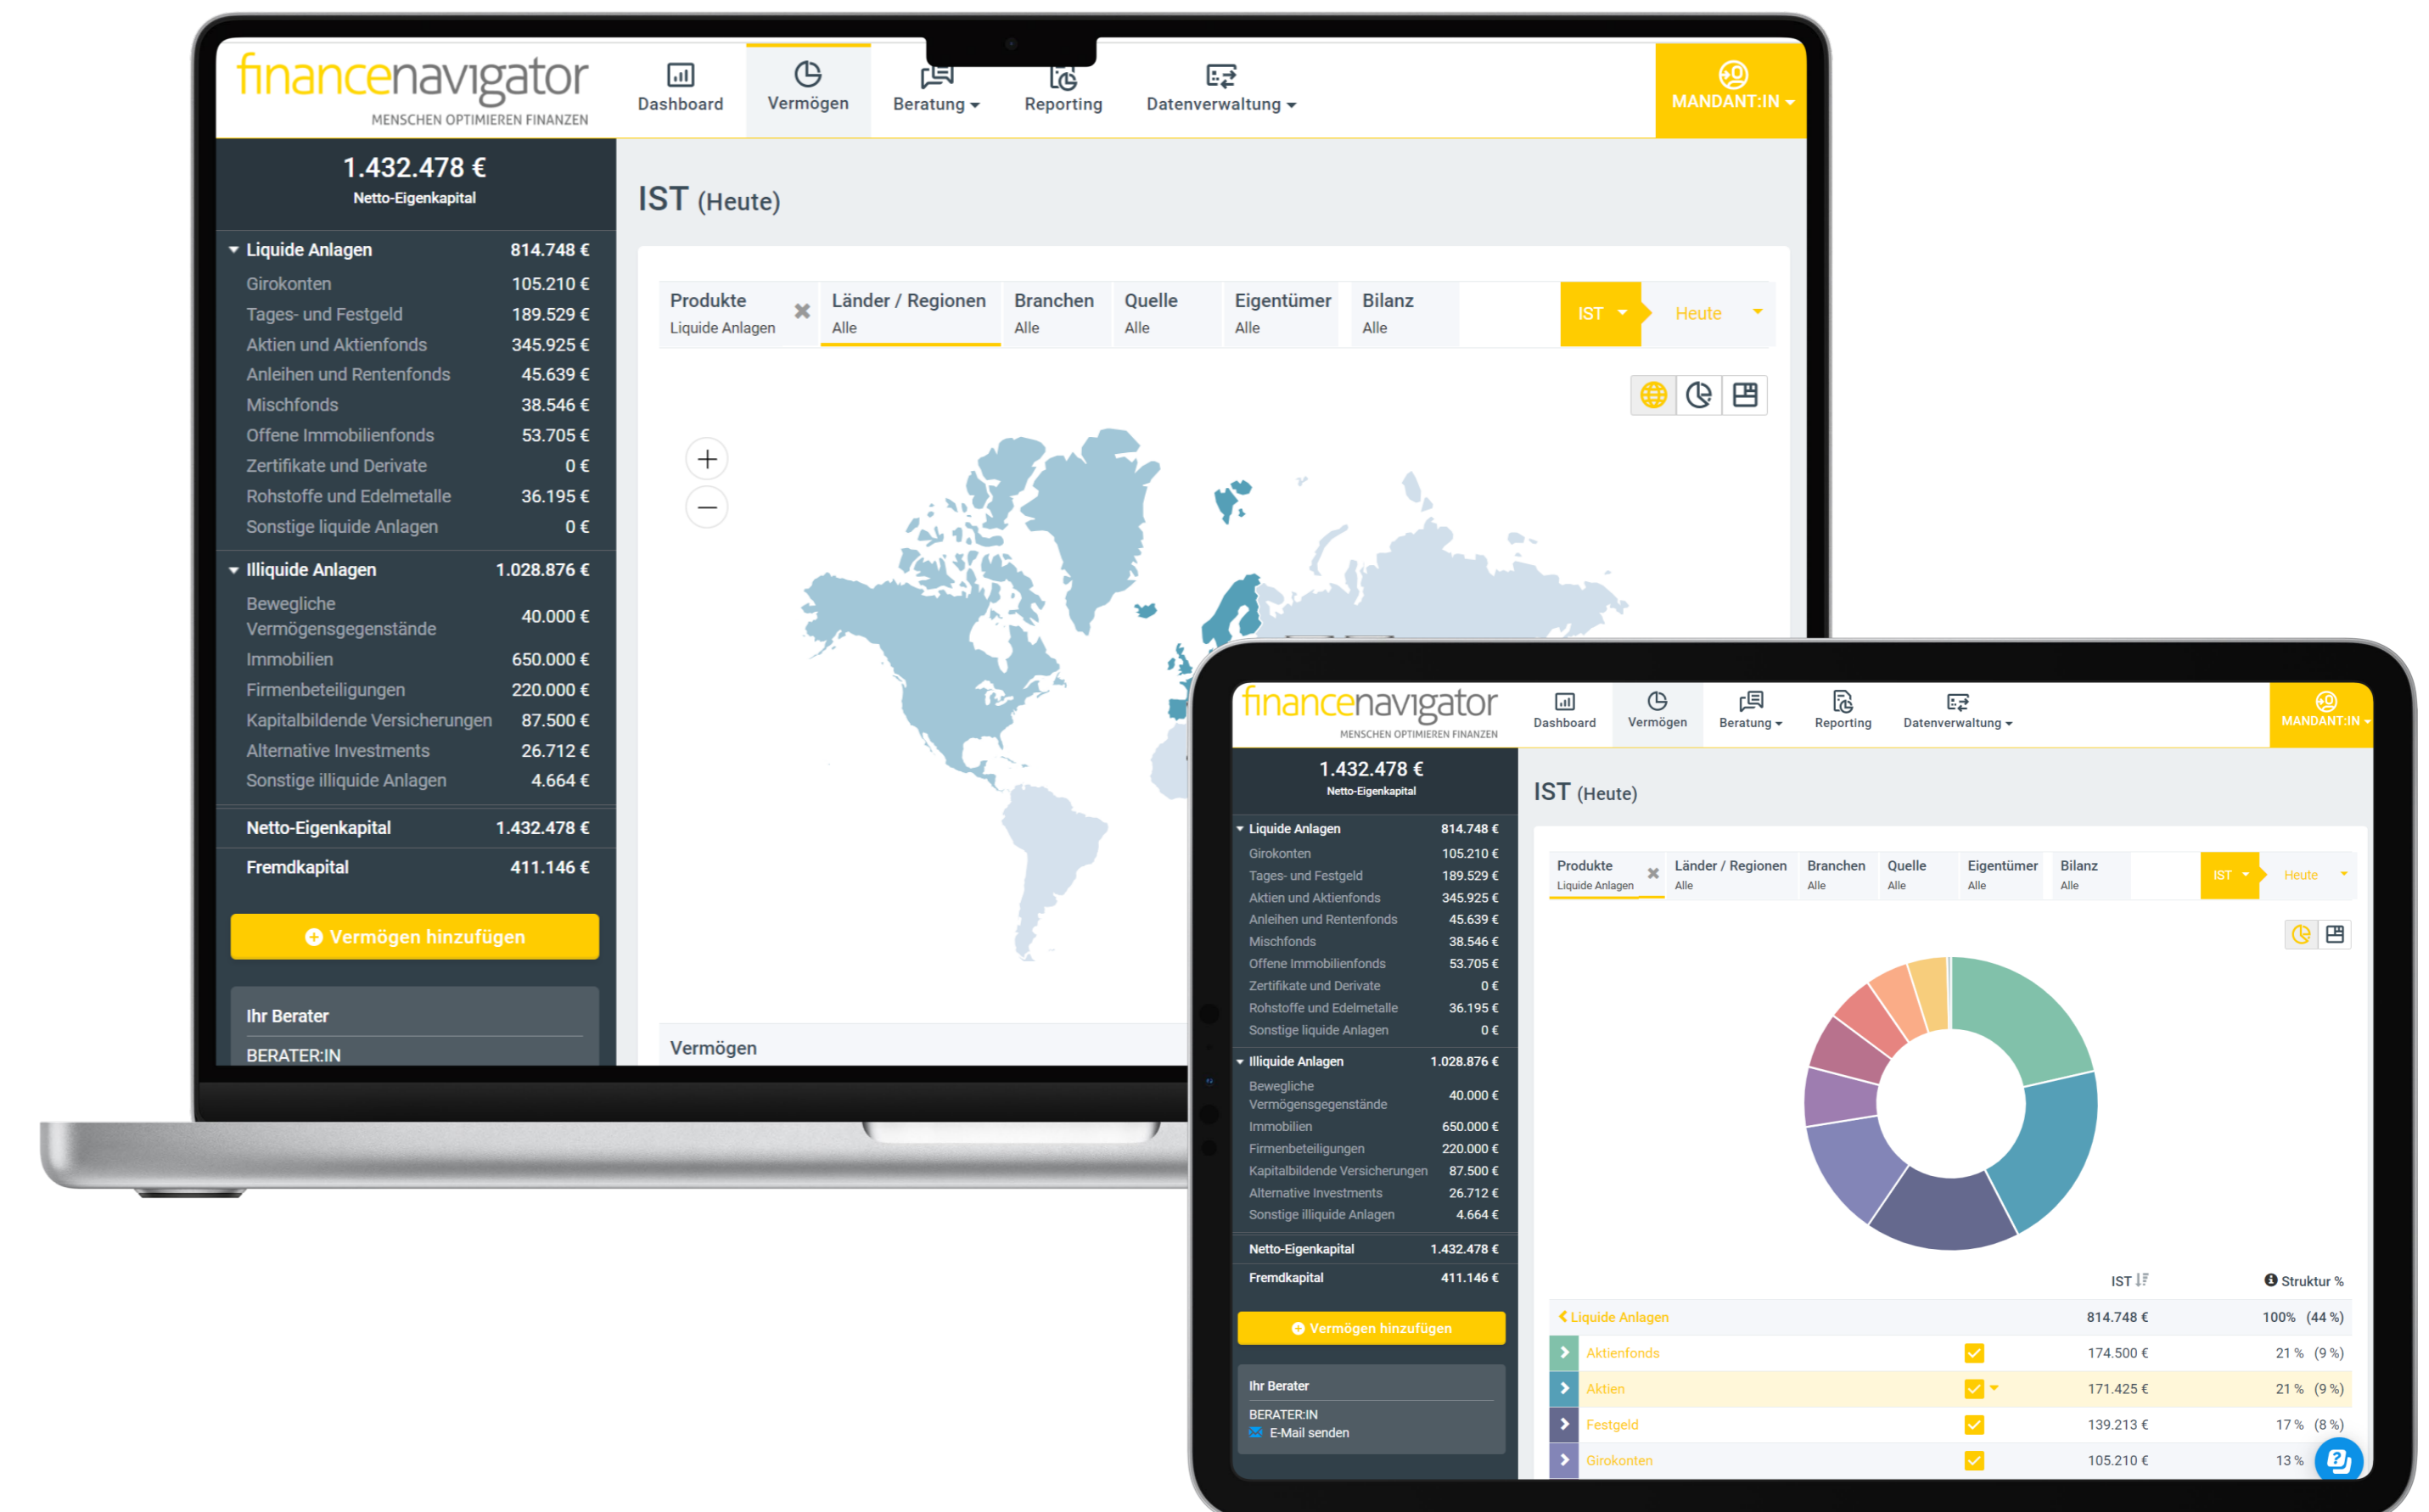 financenavigator
MENSCHEN OPTIMIEREN FINANZEN
Dashboard
Vermögen
Beratung
Reporting
Datenverwaltung
MANDANT:IN
1.432.478 €
Netto-Eigenkapital
Liquide Anlagen 814.748 €
Girokonten 105.210 €
Tages- und Festgeld 189.529 €
Aktien und Aktienfonds 345.925 €
Anleihen und Rentenfonds 45.639 €
Mischfonds 38.546 €
Offene Immobilienfonds 53.705 €
Zertifikate und Derivate 0 €
Rohstoffe und Edelmetalle 36.195 €
Sonstige liquide Anlagen 0 €
Illiquide Anlagen 1.028.876 €
Bewegliche
Vermögensgegenstände 40.000 €
Immobilien 650.000 €
Firmenbeteiligungen 220.000 €
Kapitalbildende Versicherungen 87.500 €
Alternative Investments 26.712 €
Sonstige illiquide Anlagen 4.664 €
Netto-Eigenkapital 1.432.478 €
Fremdkapital 411.146 €
Vermögen hinzufügen
Ihr Berater
BERATER:IN
IST (Heute)
Produkte Länder / Regionen Branchen Quelle Eigentümer Bilanz
Liquide Anlagen Alle Alle Alle Alle Alle
IST Heute
Vermögen
financenavigator
MENSCHEN OPTIMIEREN FINANZEN
Dashboard
Vermögen
Beratung
Reporting
Datenverwaltung
MANDANT:IN
1.432.478 €
Netto-Eigenkapital
Liquide Anlagen 814.748 €
Girokonten 105.210 €
Tages- und Festgeld 189.529 €
Aktien und Aktienfonds 345.925 €
Anleihen und Rentenfonds 45.639 €
Mischfonds 38.546 €
Offene Immobilienfonds 53.705 €
Zertifikate und Derivate 0 €
Rohstoffe und Edelmetalle 36.195 €
Sonstige liquide Anlagen 0 €
Illiquide Anlagen 1.028.876 €
Bewegliche
Vermögensgegenstände 40.000 €
Immobilien 650.000 €
Firmenbeteiligungen 220.000 €
Kapitalbildende Versicherungen 87.500 €
Alternative Investments 26.712 €
Sonstige illiquide Anlagen 4.664 €
Netto-Eigenkapital 1.432.478 €
Fremdkapital 411.146 €
Vermögen hinzufügen
Ihr Berater
BERATER:IN
E-Mail senden
IST (Heute)
Produkte Länder / Regionen Branchen Quelle Eigentümer Bilanz
Liquide Anlagen Alle Alle Alle Alle Alle
IST Heute
IST Struktur %
Liquide Anlagen 814.748 € 100% (44 %)
Aktienfonds 174.500 € 21 % (9 %)
Aktien 171.425 € 21 % (9 %)
Festgeld 139.213 € 17 % (8 %)
Girokonten 105.210 € 13 %